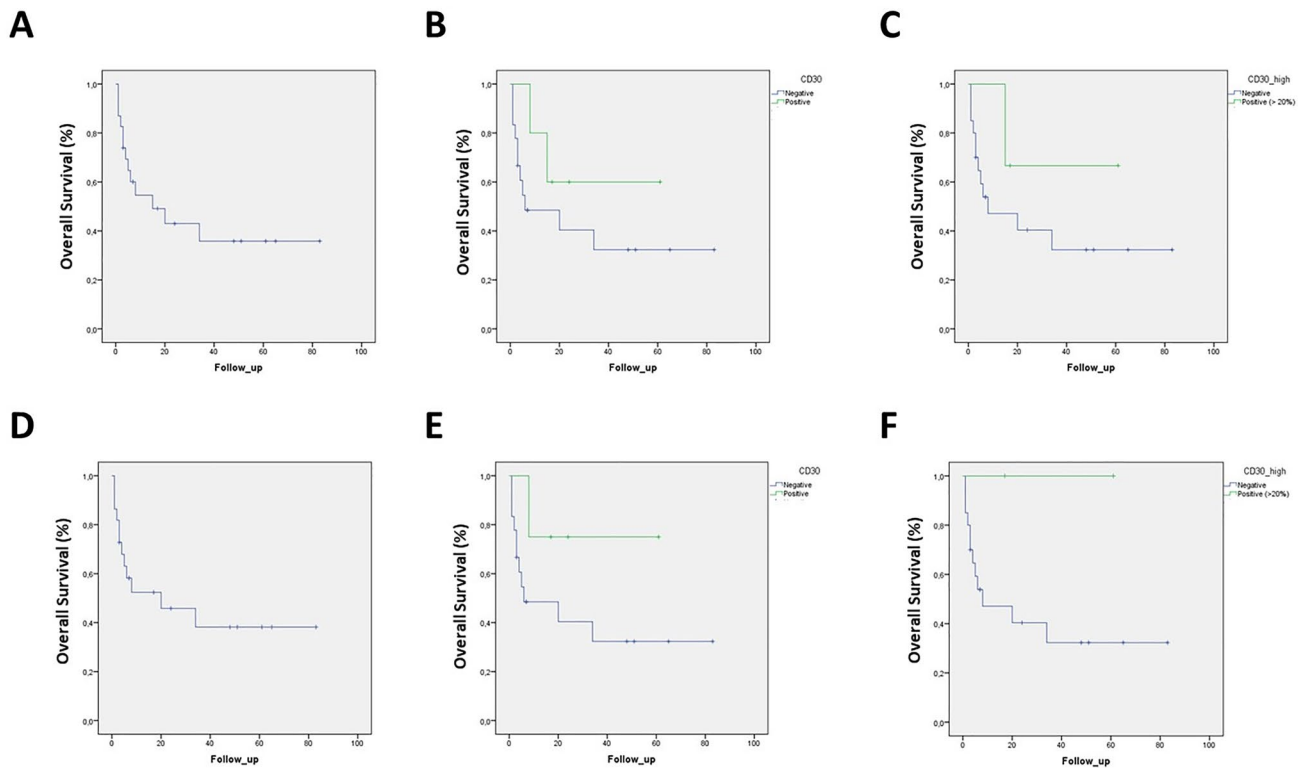 A
B
C
Overall Survival (%)
1,0
0,8
0,6
0,4
0,2
0,0
0 20 40 60 80 100
Follow_up
Overall Survival (%)
1,0
0,8
0,6
0,4
0,2
0,0
0 20 40 60 80 100
Follow_up
CD30
Negative
Positive
Overall Survival (%)
1,0
0,8
0,6
0,4
0,2
0,0
0 20 40 60 80 100
Follow_up
CD30_high
Negative
Positive (> 20%)
D
E
F
Overall Survival (%)
1,0
0,8
0,6
0,4
0,2
0,0
0 20 40 60 80 100
Follow_up
Overall Survival (%)
1,0
0,8
0,6
0,4
0,2
0,0
0 20 40 60 80 100
Follow_up
CD30
Negative
Positive
Overall Survival (%)
1,0
0,8
0,6
0,4
0,2
0,0
0 20 40 60 80 100
Follow_up
CD30_high
Negative
Positive (>20%)